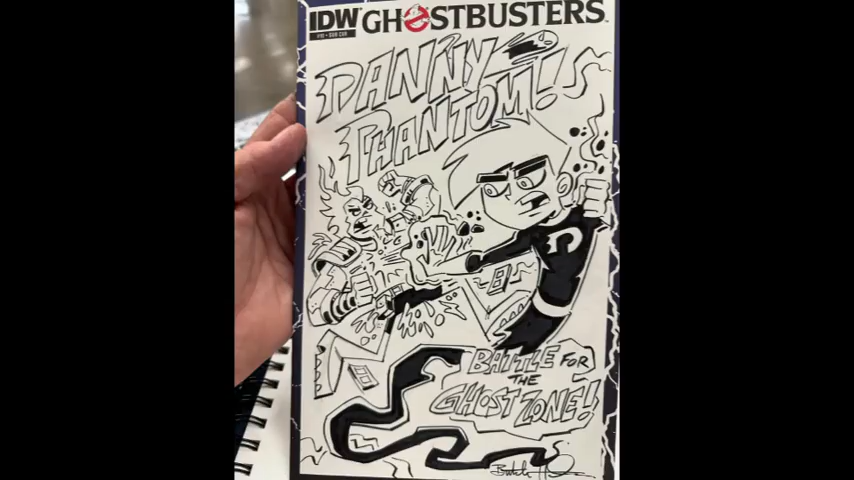 IDW GHOSTBUSTERS
DANNY
PHANTOM!
BATTLE FOR
THE
GHOST ZONE!